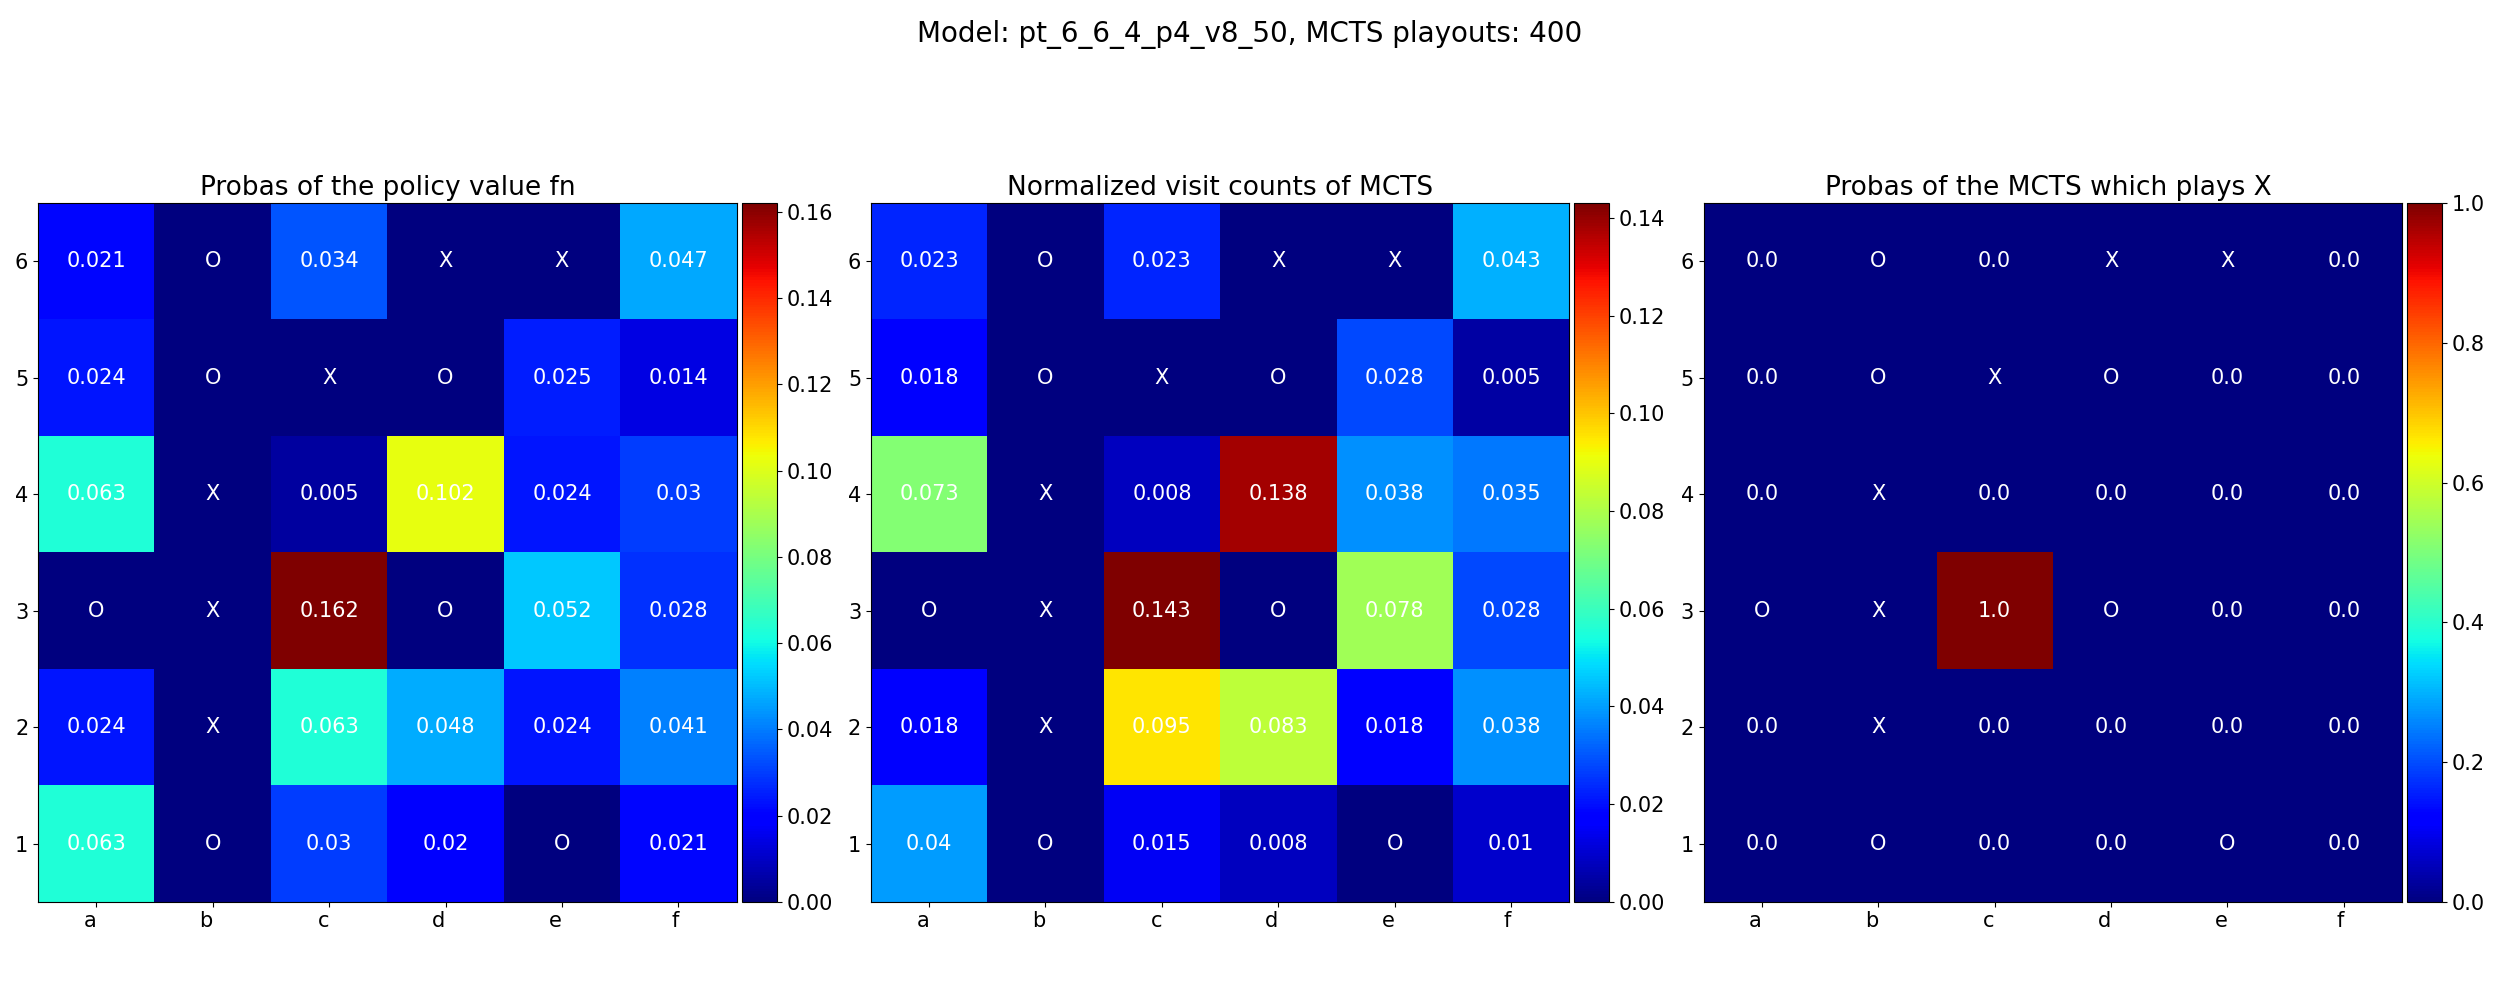 Model: pt_6_6_4_p4_v8_50, MCTS playouts: 400
Probas of the policy value fn
6 0.021 O 0.034 X X 0.047
5 0.024 O X O 0.025 0.014
4 0.063 X 0.005 0.102 0.024 0.03
3 O X 0.162 O 0.052 0.028
2 0.024 X 0.063 0.048 0.024 0.041
1 0.063 O 0.03 0.02 O 0.021
a b c d e f
0.16
0.14
0.12
0.10
0.08
0.06
0.04
0.02
0.00
Normalized visit counts of MCTS
6 0.023 O 0.023 X X 0.043
5 0.018 O X O 0.028 0.005
4 0.073 X 0.008 0.138 0.038 0.035
3 O X 0.143 O 0.078 0.028
2 0.018 X 0.095 0.083 0.018 0.038
1 0.04 O 0.015 0.008 O 0.01
a b c d e f
0.14
0.12
0.10
0.08
0.06
0.04
0.02
0.00
Probas of the MCTS which plays X
6 0.0 O 0.0 X X 0.0
5 0.0 O X O 0.0 0.0
4 0.0 X 0.0 0.0 0.0 0.0
3 O X 1.0 O 0.0 0.0
2 0.0 X 0.0 0.0 0.0 0.0
1 0.0 O 0.0 0.0 O 0.0
a b c d e f
1.0
0.8
0.6
0.4
0.2
0.0